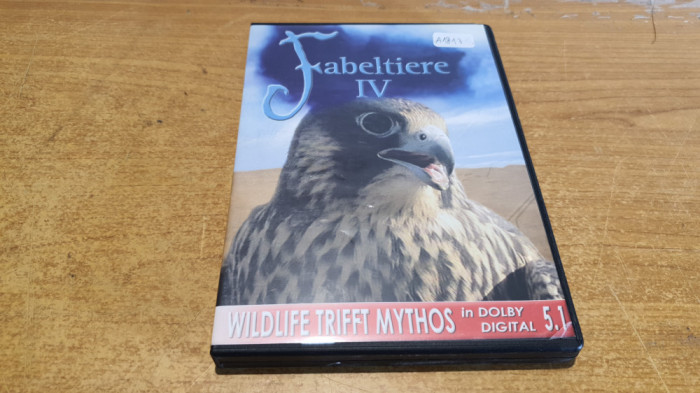 Fabeltiere
IV
WILDLIFE TRIFFT MYTHOS in DOLBY DIGITAL 5.1